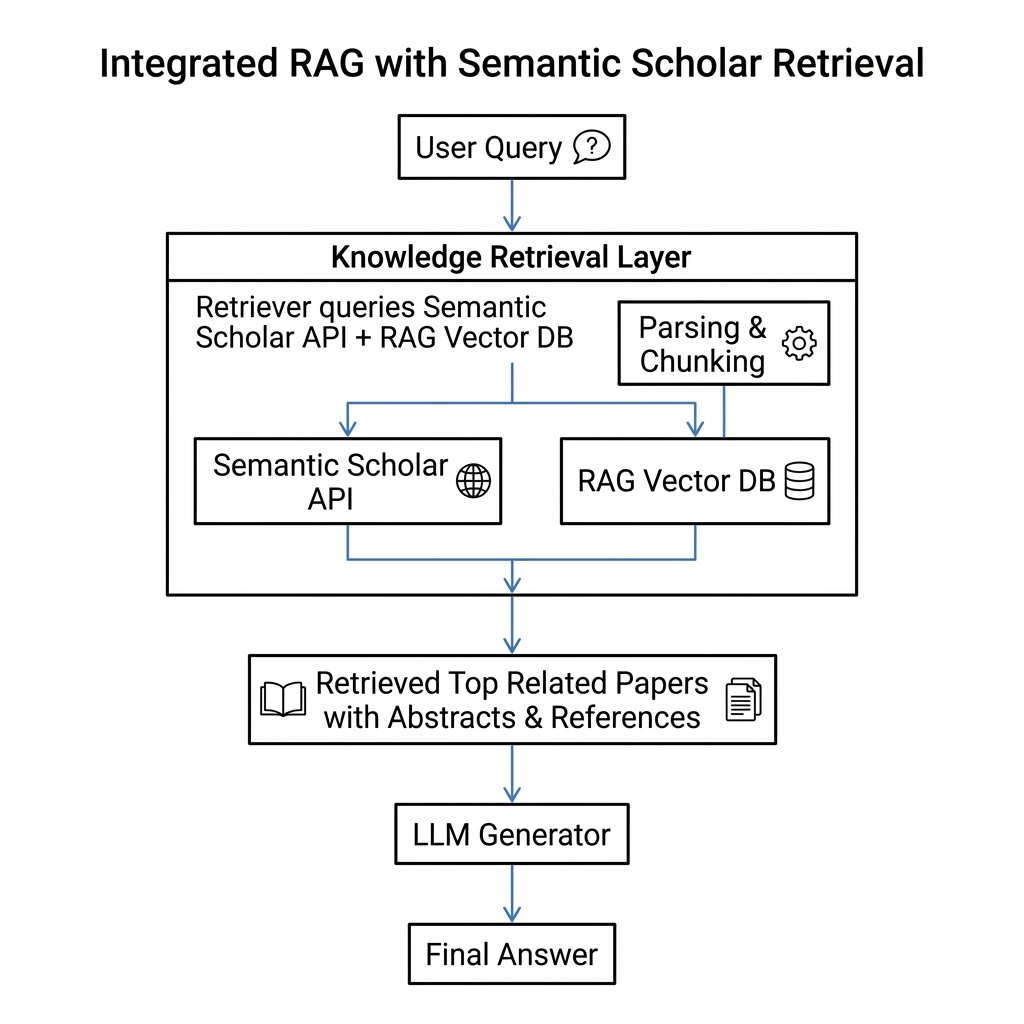 Integrated RAG with Semantic Scholar Retrieval
User Query ?
Knowledge Retrieval Layer
Retriever queries Semantic
Scholar API + RAG Vector DB
Parsing &
Chunking
Semantic Scholar
API
RAG Vector DB
Retrieved Top Related Papers
with Abstracts & References
LLM Generator
Final Answer